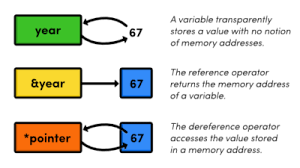 year
67
A variable transparently
stores a value with no notion
of memory addresses.
&year
67
The reference operator
returns the memory address
of a variable.
*pointer
67
The dereference operator
accesses the value stored
in a memory address.